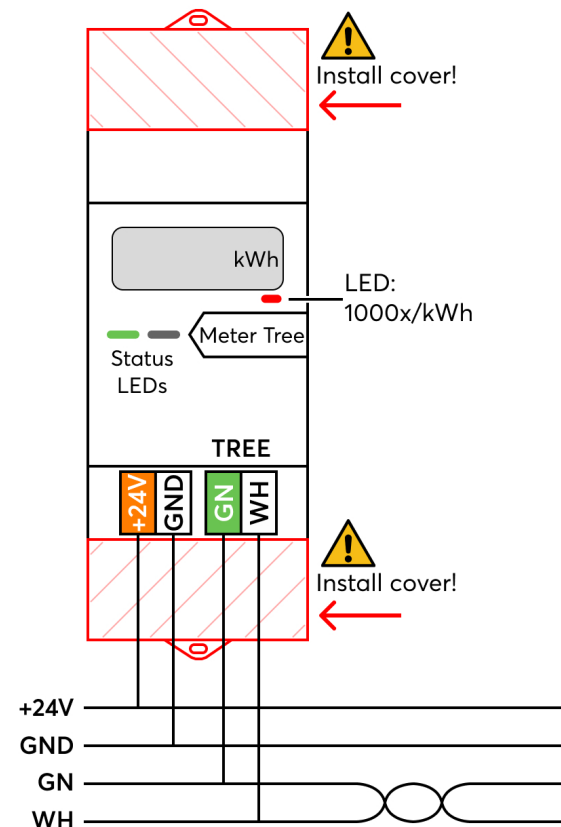 Install cover!
kWh
LED:
1000x/kWh
Meter Tree
Status
LEDs
TREE
+24V
GND
GN
WH
Install cover!
+24V
GND
GN
WH